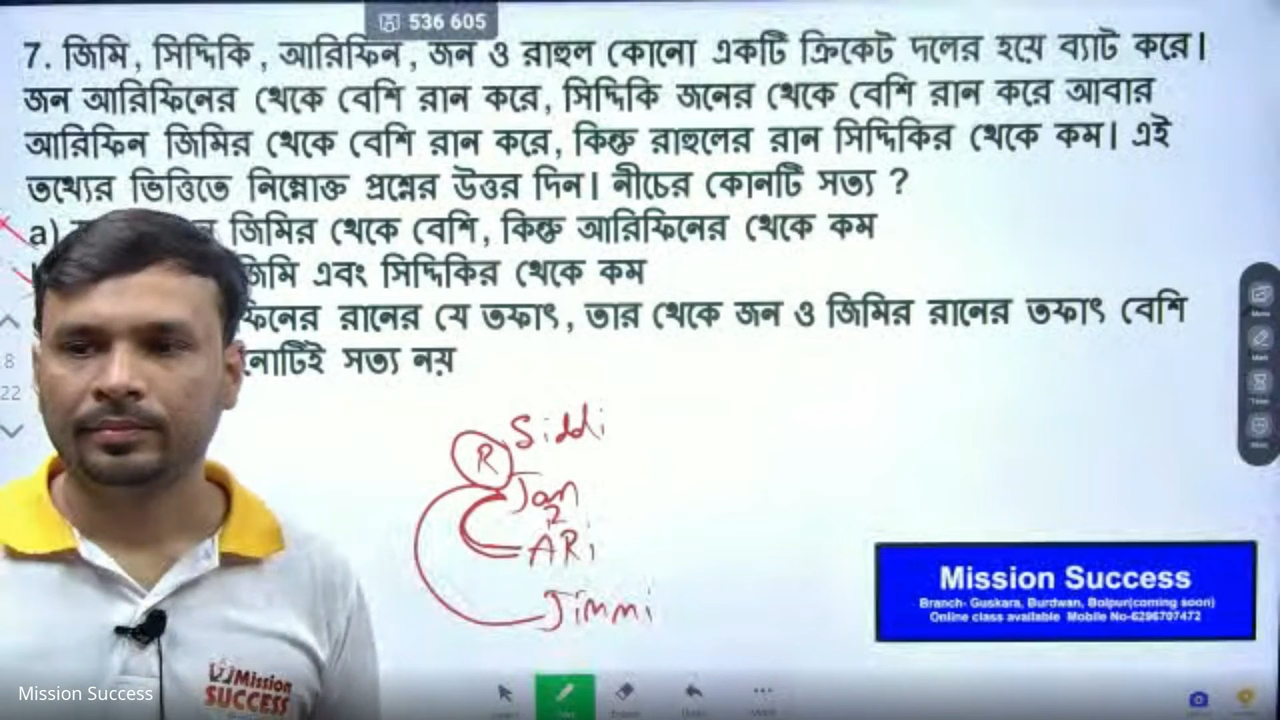 536 605
7. জিমি, সিদ্দিকি, আরিফিন, জন ও রাহুল কোনো একটি ক্রিকেট দলের হয়ে ব্যাট করে।
জন আরিফিনের থেকে বেশি রান করে, সিদ্দিকি জনের থেকে বেশি রান করে আবার
আরিফিন জিমির থেকে বেশি রান করে, কিন্তু রাহুলের রান সিদ্দিকির থেকে কম। এই
তথ্যের ভিত্তিতে নিম্নোক্ত প্রশ্নের উত্তর দিন। নীচের কোনটি সত্য ?
a) জিমির থেকে বেশি, কিন্তু আরিফিনের থেকে কম
জিমি এবং সিদ্দিকির থেকে কম
ফিনের রানের যে তফাৎ, তার থেকে জন ও জিমির রানের তফাৎ বেশি
নোটিই সত্য নয়
22
Siddi
R
Jon
2
ARi
Jimmi
Mission Success
Branch- Guskara, Burdwan, Bolpur(coming soon)
Online class available Mobile No-6296707472
Mission
SUCCESS
Mission Success